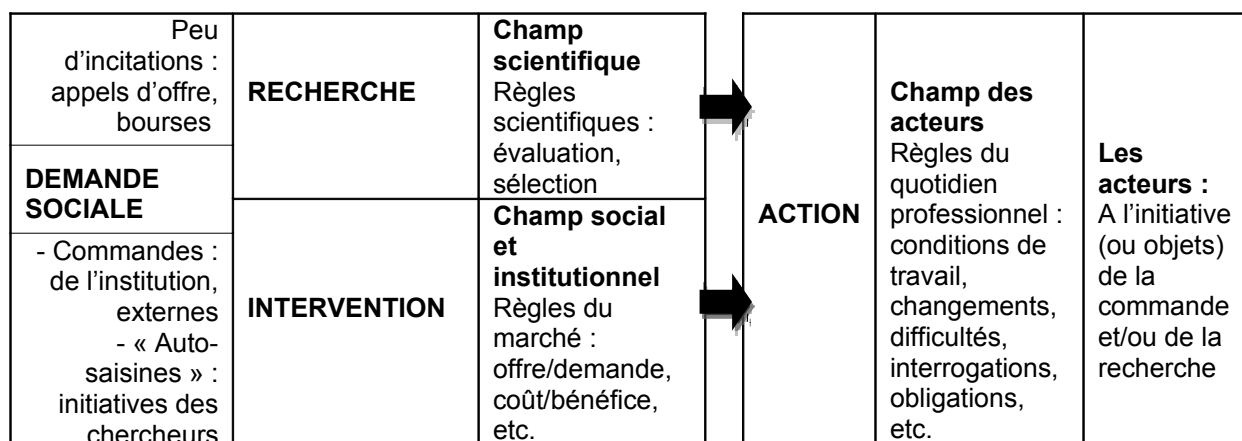 Peu
d’incitations :
appels d’offre,
bourses
DEMANDE
SOCIALE
- Commandes :
de l’institution,
externes
- « Auto-
saisines » :
initiatives des
chercheurs
RECHERCHE
INTERVENTION
Champ
scientifique
Règles
scientifiques :
évaluation,
sélection
Champ social
et
institutionnel
Règles du
marché :
offre/demande,
coût/bénéfice,
etc.
ACTION
Champ des
acteurs
Règles du
quotidien
professionnel :
conditions de
travail,
changements,
difficultés,
interrogations,
obligations,
etc.
Les
acteurs :
A l’initiative
(ou objets)
de la
commande
et/ou de la
recherche